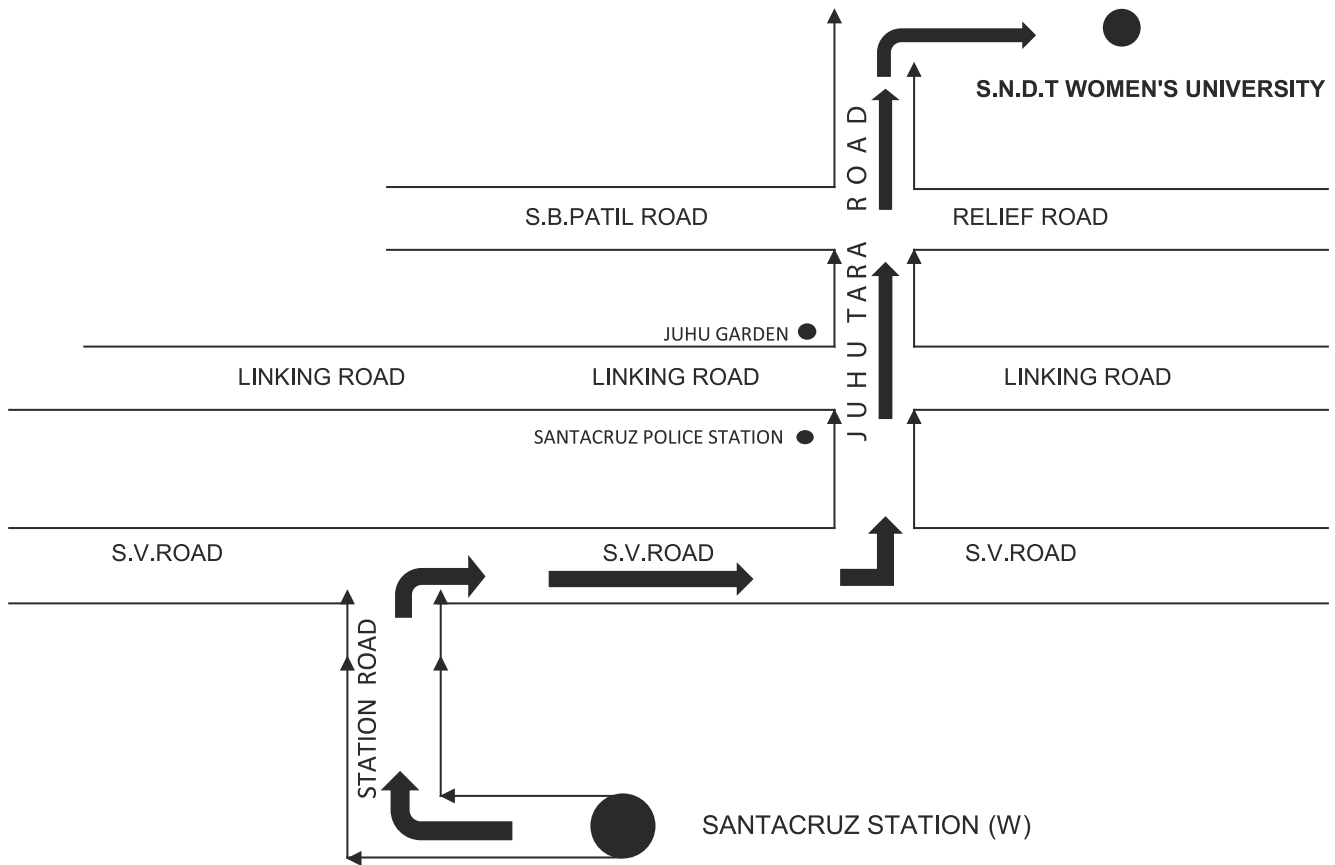 S.N.D.T WOMEN'S UNIVERSITY
JUHU TARA ROAD
S.B.PATIL ROAD
RELIEF ROAD
JUHU GARDEN
LINKING ROAD
LINKING ROAD
LINKING ROAD
SANTACRUZ POLICE STATION
S.V.ROAD
S.V.ROAD
S.V.ROAD
STATION ROAD
SANTACRUZ STATION (W)